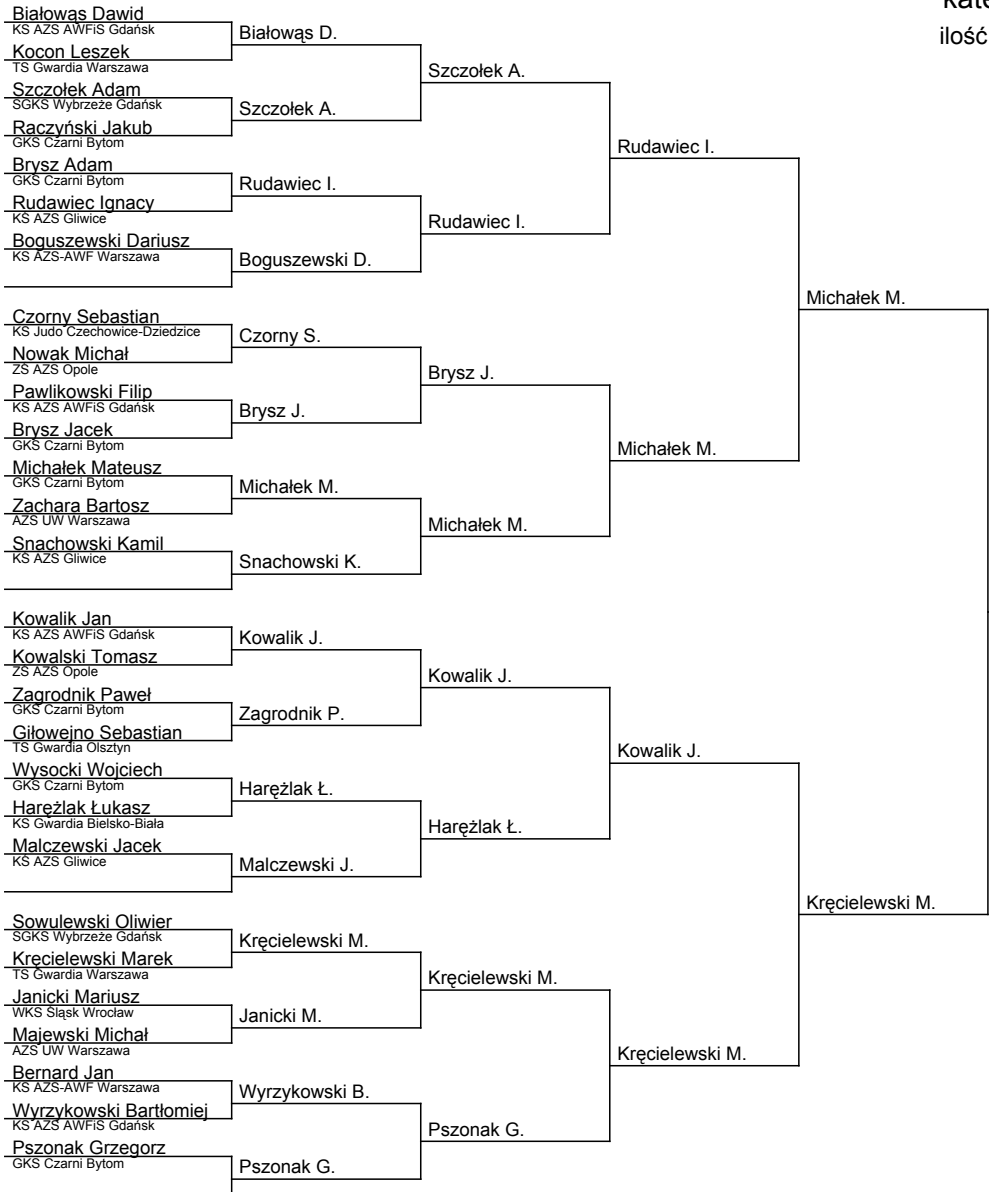 kate
ilość
Białowąs Dawid
KS AZS AWFiS Gdańsk
Kocon Leszek
TS Gwardia Warszawa
Szczołek Adam
SGKS Wybrzeże Gdańsk
Raczyński Jakub
GKS Czarni Bytom
Brysz Adam
GKS Czarni Bytom
Rudawiec Ignacy
KS AZS Gliwice
Boguszewski Dariusz
KS AZS-AWF Warszawa
Czorny Sebastian
KS Judo Czechowice-Dziedzice
Nowak Michał
ZS AZS Opole
Pawlikowski Filip
KS AZS AWFiS Gdańsk
Brysz Jacek
GKS Czarni Bytom
Michałek Mateusz
GKS Czarni Bytom
Zachara Bartosz
AZS UW Warszawa
Snachowski Kamil
KS AZS Gliwice
Kowalik Jan
KS AZS AWFiS Gdańsk
Kowalski Tomasz
ZS AZS Opole
Zagrodnik Paweł
GKS Czarni Bytom
Giłowejno Sebastian
TS Gwardia Olsztyn
Wysocki Wojciech
GKS Czarni Bytom
Harężlak Łukasz
KS Gwardia Bielsko-Biała
Malczewski Jacek
KS AZS Gliwice
Sowulewski Oliwier
SGKS Wybrzeże Gdańsk
Kręcielewski Marek
TS Gwardia Warszawa
Janicki Mariusz
WKS Śląsk Wrocław
Majewski Michał
AZS UW Warszawa
Bernard Jan
KS AZS-AWF Warszawa
Wyrzykowski Bartłomiej
KS AZS AWFiS Gdańsk
Pszonak Grzegorz
GKS Czarni Bytom
Białowąs D.
Szczołek A.
Rudawiec I.
Boguszewski D.
Czorny S.
Brysz J.
Michałek M.
Snachowski K.
Kowalik J.
Zagrodnik P.
Harężlak Ł.
Malczewski J.
Kręcielewski M.
Janicki M.
Wyrzykowski B.
Pszonak G.
Szczołek A.
Rudawiec I.
Brysz J.
Michałek M.
Kowalik J.
Harężlak Ł.
Kręcielewski M.
Pszonak G.
Rudawiec I.
Michałek M.
Kowalik J.
Kręcielewski M.
Michałek M.
Kręcielewski M.